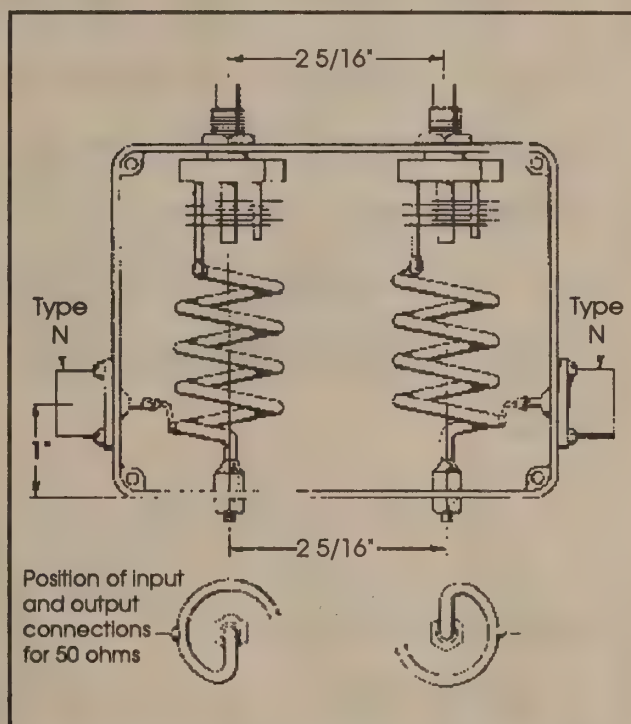 2 5/16"
Type
N
Type
N
1"
2 5/16"
Position of input
and output
connections
for 50 ohms